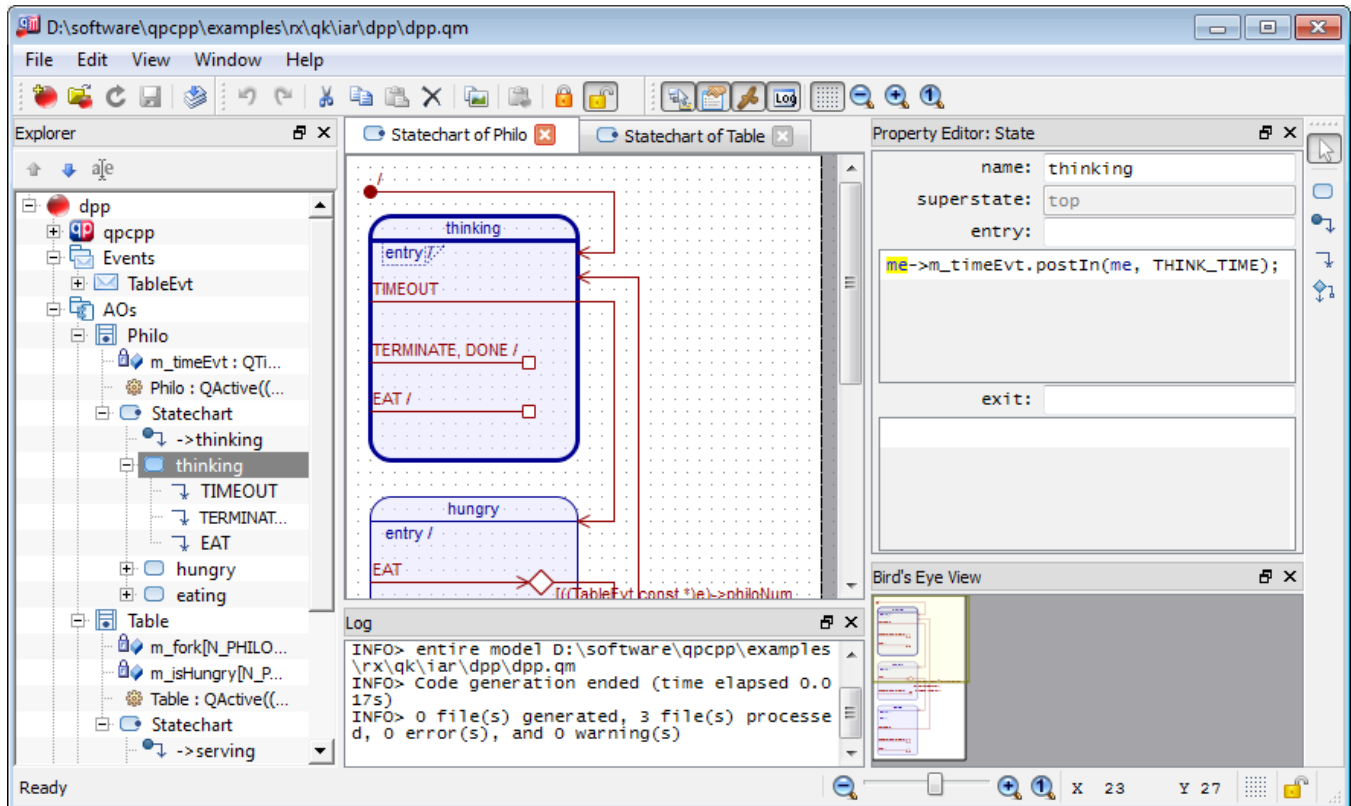 D:\software\qpcpp\examples\rx\qk\iar\dpp\dpp.qm
File Edit View Window Help
Log
Explorer
a|e
dpp
qp qpcpp
Events
TableEvt
AOs
Philo
m_timeEvt : QTi...
Philo : QActive((...
Statechart
->thinking
thinking
TIMEOUT
TERMINAT...
EAT
hungry
eating
Table
m_fork[N_PHILO...
m_isHungry[N_P...
Table : QActive((...
Statechart
->serving
Statechart of Philo
Statechart of Table
/
thinking
entry /
TIMEOUT
TERMINATE, DONE /
EAT /
hungry
entry /
EAT
[((TableEvt const *)e)->philoNum
Log
INFO> entire model D:\software\qpcpp\examples
\rx\qk\iar\dpp\dpp.qm
INFO> Code generation ended (time elapsed 0.0
17s)
INFO> 0 file(s) generated, 3 file(s) processe
d, 0 error(s), and 0 warning(s)
Property Editor: State
name: thinking
superstate: top
entry:
me->m_timeEvt.postIn(me, THINK_TIME);
exit:
Bird's Eye View
Ready
1 X 23 Y 27